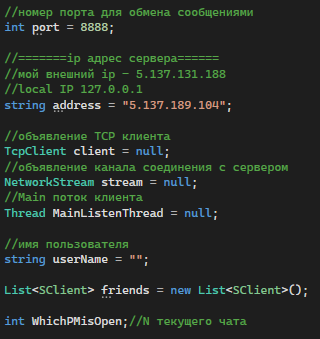 //номер порта для обмена сообщениями
int port = 8888;
//=======ip адрес сервера======
//мой внешний ip - 5.137.131.188
//local IP 127.0.0.1
string address = "5.137.189.104";
//объявление TCP клиента
TcpClient client = null;
//объявление канала соединения с сервером
NetworkStream stream = null;
//Main поток клиента
Thread MainListenThread = null;
//имя пользователя
string userName = "";
List<SClient> friends = new List<SClient>();
int WhichPMisOpen;//N текущего чата